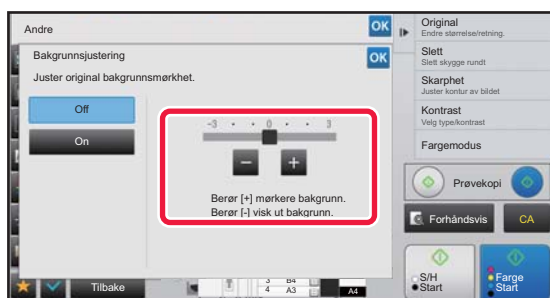 Andre
OK
Bakgrunnsjustering
OK
Juster original bakgrunnsmørkhet.
Off
On
-3 0 3
- +
Berør [+] mørkere bakgrunn.
Berør [-] visk ut bakgrunn.
Tilbake
3 B4
4 A3
A4
Original
Endre størrelse/retning.
Slett
Slett skygge rundt
Skarphet
Juster kontur av bildet
Kontrast
Velg type/kontrast
Fargemodus
Prøvekopi
Forhåndsvis
CA
S/H
Start
Farge
Start